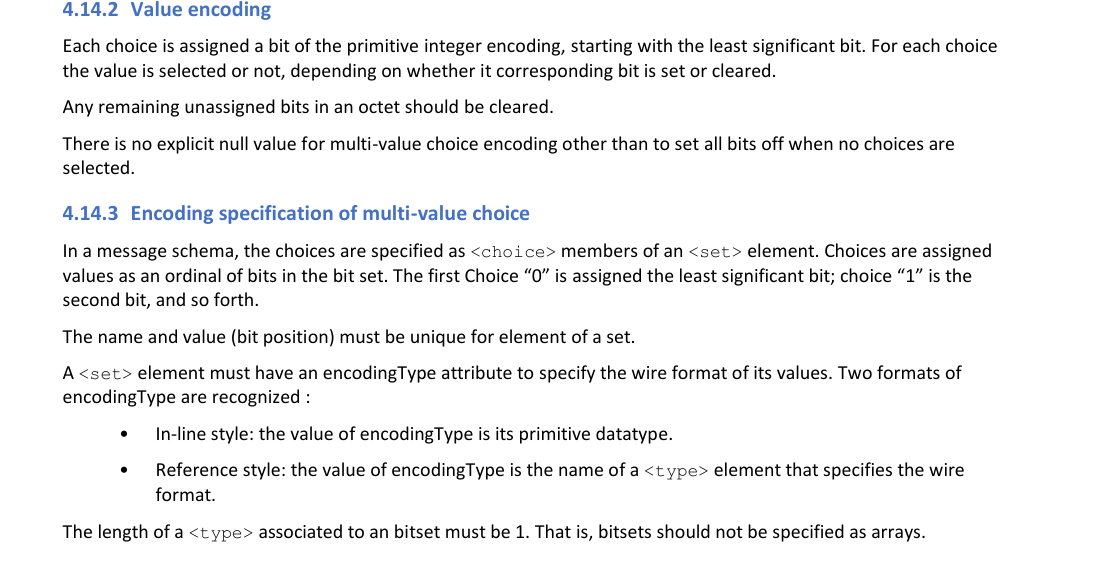 4.14.2 Value encoding
Each choice is assigned a bit of the primitive integer encoding, starting with the least significant bit. For each choice
the value is selected or not, depending on whether it corresponding bit is set or cleared.
Any remaining unassigned bits in an octet should be cleared.
There is no explicit null value for multi-value choice encoding other than to set all bits off when no choices are
selected.
4.14.3 Encoding specification of multi-value choice
In a message schema, the choices are specified as <choice> members of an <set> element. Choices are assigned
values as an ordinal of bits in the bit set. The first Choice “0” is assigned the least significant bit; choice “1” is the
second bit, and so forth.
The name and value (bit position) must be unique for element of a set.
A <set> element must have an encodingType attribute to specify the wire format of its values. Two formats of
encodingType are recognized :
• In-line style: the value of encodingType is its primitive datatype.
• Reference style: the value of encodingType is the name of a <type> element that specifies the wire
format.
The length of a <type> associated to an bitset must be 1. That is, bitsets should not be specified as arrays.